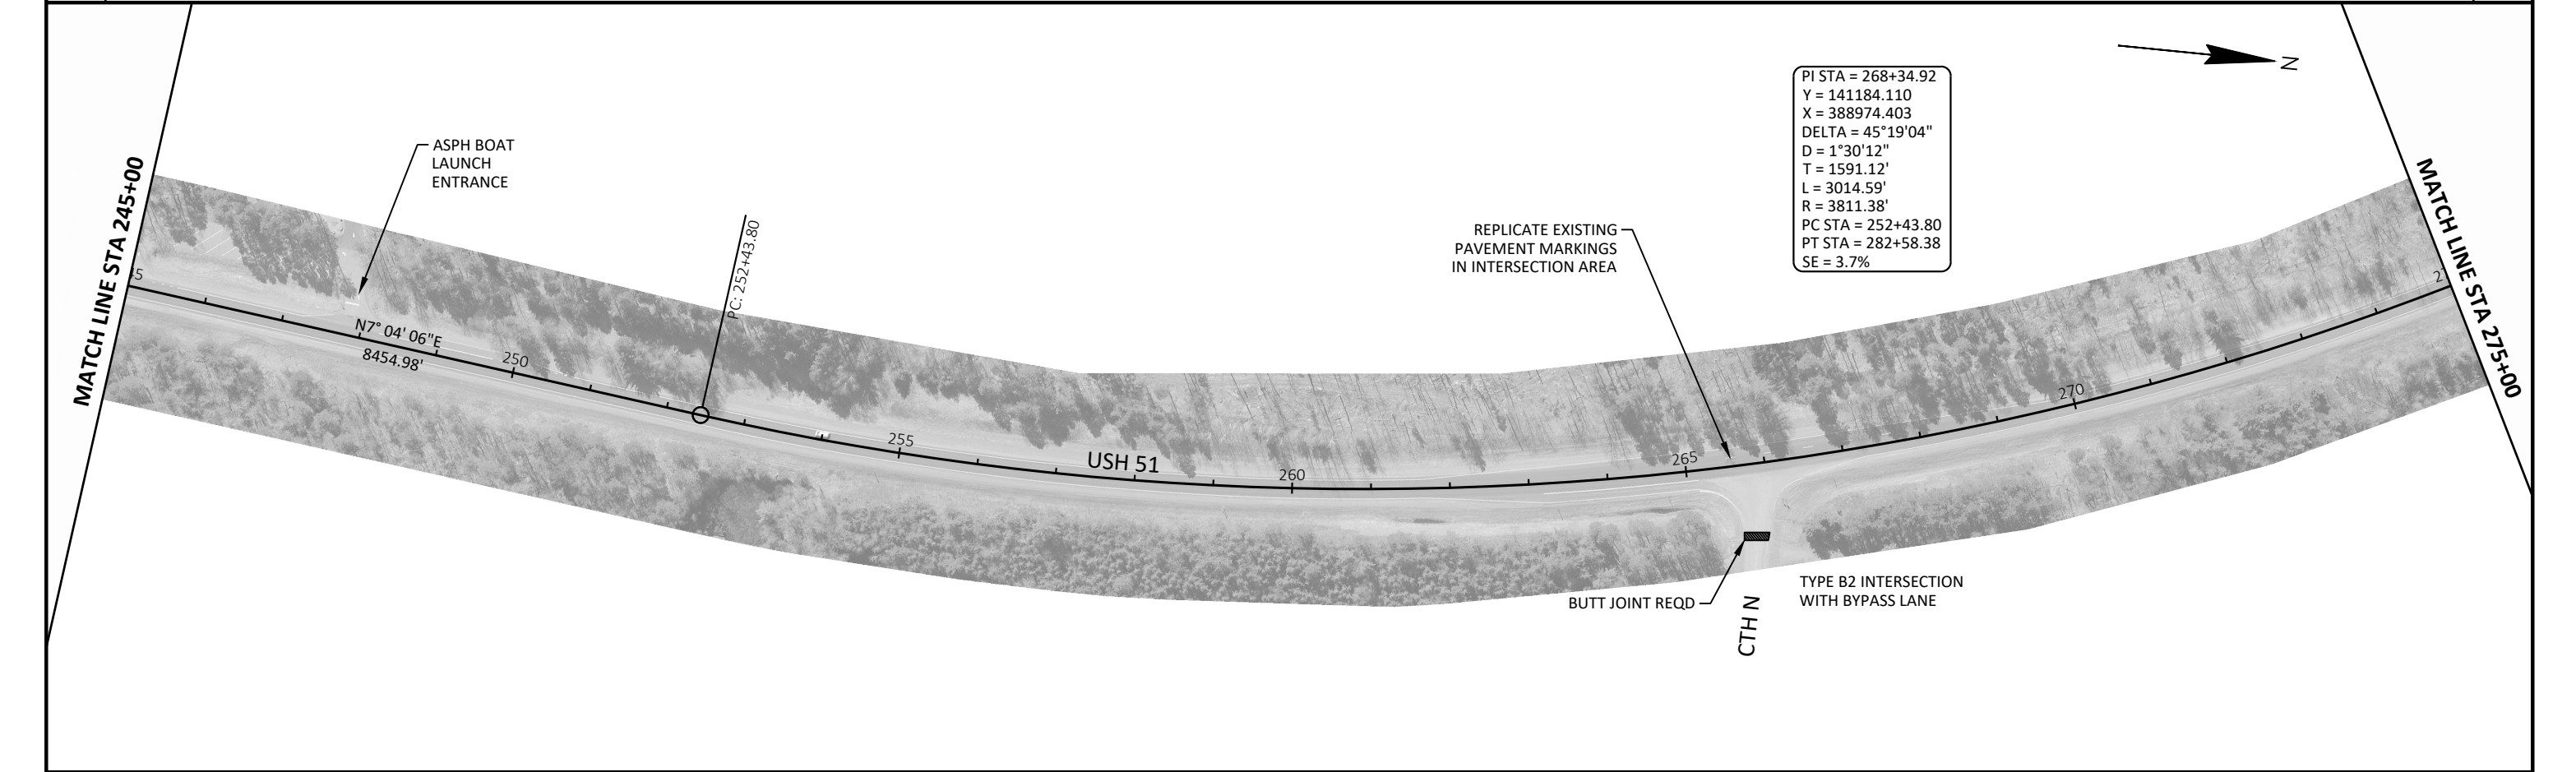 MATCH LINE STA 245+00
ASPH BOAT
LAUNCH
ENTRANCE
N7° 04' 06"E
8454.98'
250
PC: 252+43.80
255
USH 51
260
REPLICATE EXISTING
PAVEMENT MARKINGS
IN INTERSECTION AREA
265
BUTT JOINT REQD
CTH N
TYPE B2 INTERSECTION
WITH BYPASS LANE
PI STA = 268+34.92
Y = 141184.110
X = 388974.403
DELTA = 45°19'04"
D = 1°30'12"
T = 1591.12'
L = 3014.59'
R = 3811.38'
PC STA = 252+43.80
PT STA = 282+58.38
SE = 3.7%
270
N
MATCH LINE STA 275+00